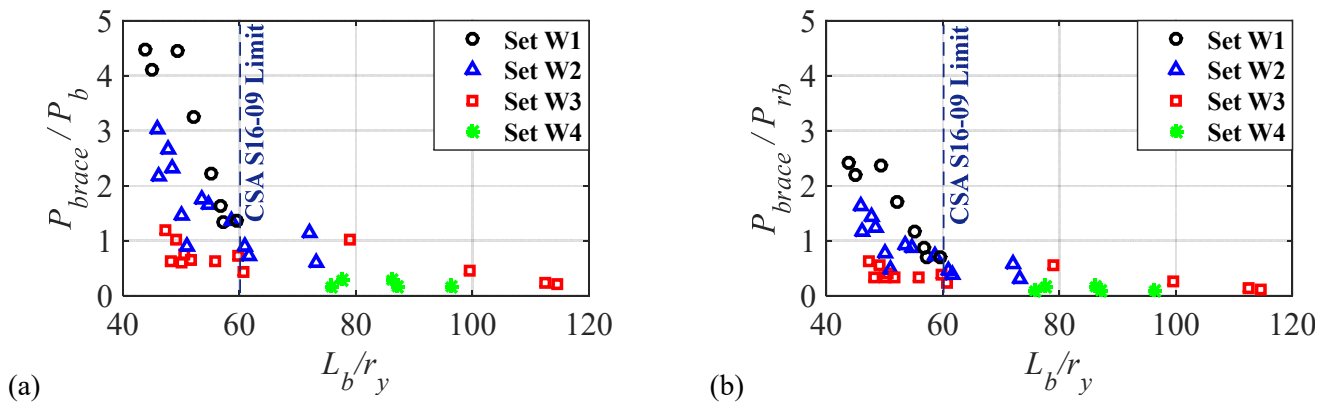 5
4
3
2
1
0
40 60 80 100 120
P_brace / P_b
L_b/r_y
CSA S16-09 Limit
Set W1
Set W2
Set W3
Set W4
(a)
5
4
3
2
1
0
40 60 80 100 120
P_brace / P_rb
L_b/r_y
CSA S16-09 Limit
Set W1
Set W2
Set W3
Set W4
(b)